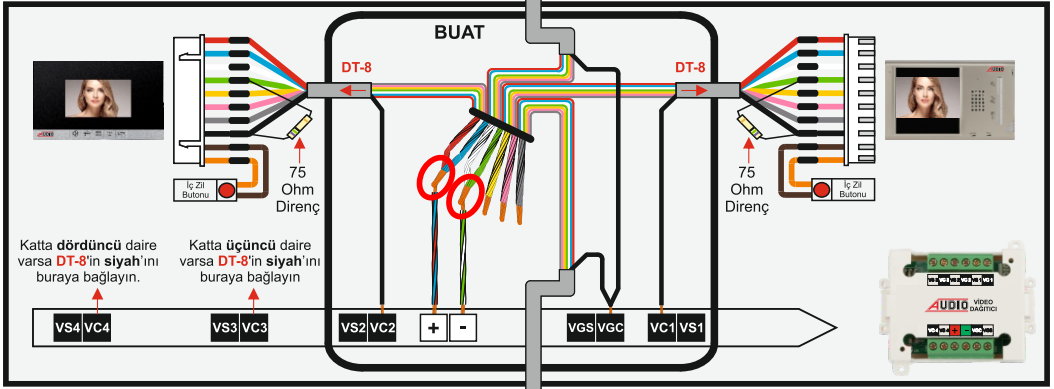 BUAT
DT-8
DT-8
AUDIO
AUDIO
75
Ohm
Direnç
75
Ohm
Direnç
İç Zil
Butonu
İç Zil
Butonu
Katta dördüncü daire
varsa DT-8'in siyah'ını
buraya bağlayın.
Katta üçüncü daire
varsa DT-8'in siyah'ını
buraya bağlayın
VS4 VC4
VS3 VC3
VS2 VC2
+ -
VGS VGC
VC1 VS1
AUDIO VİDEO
DAĞITICI